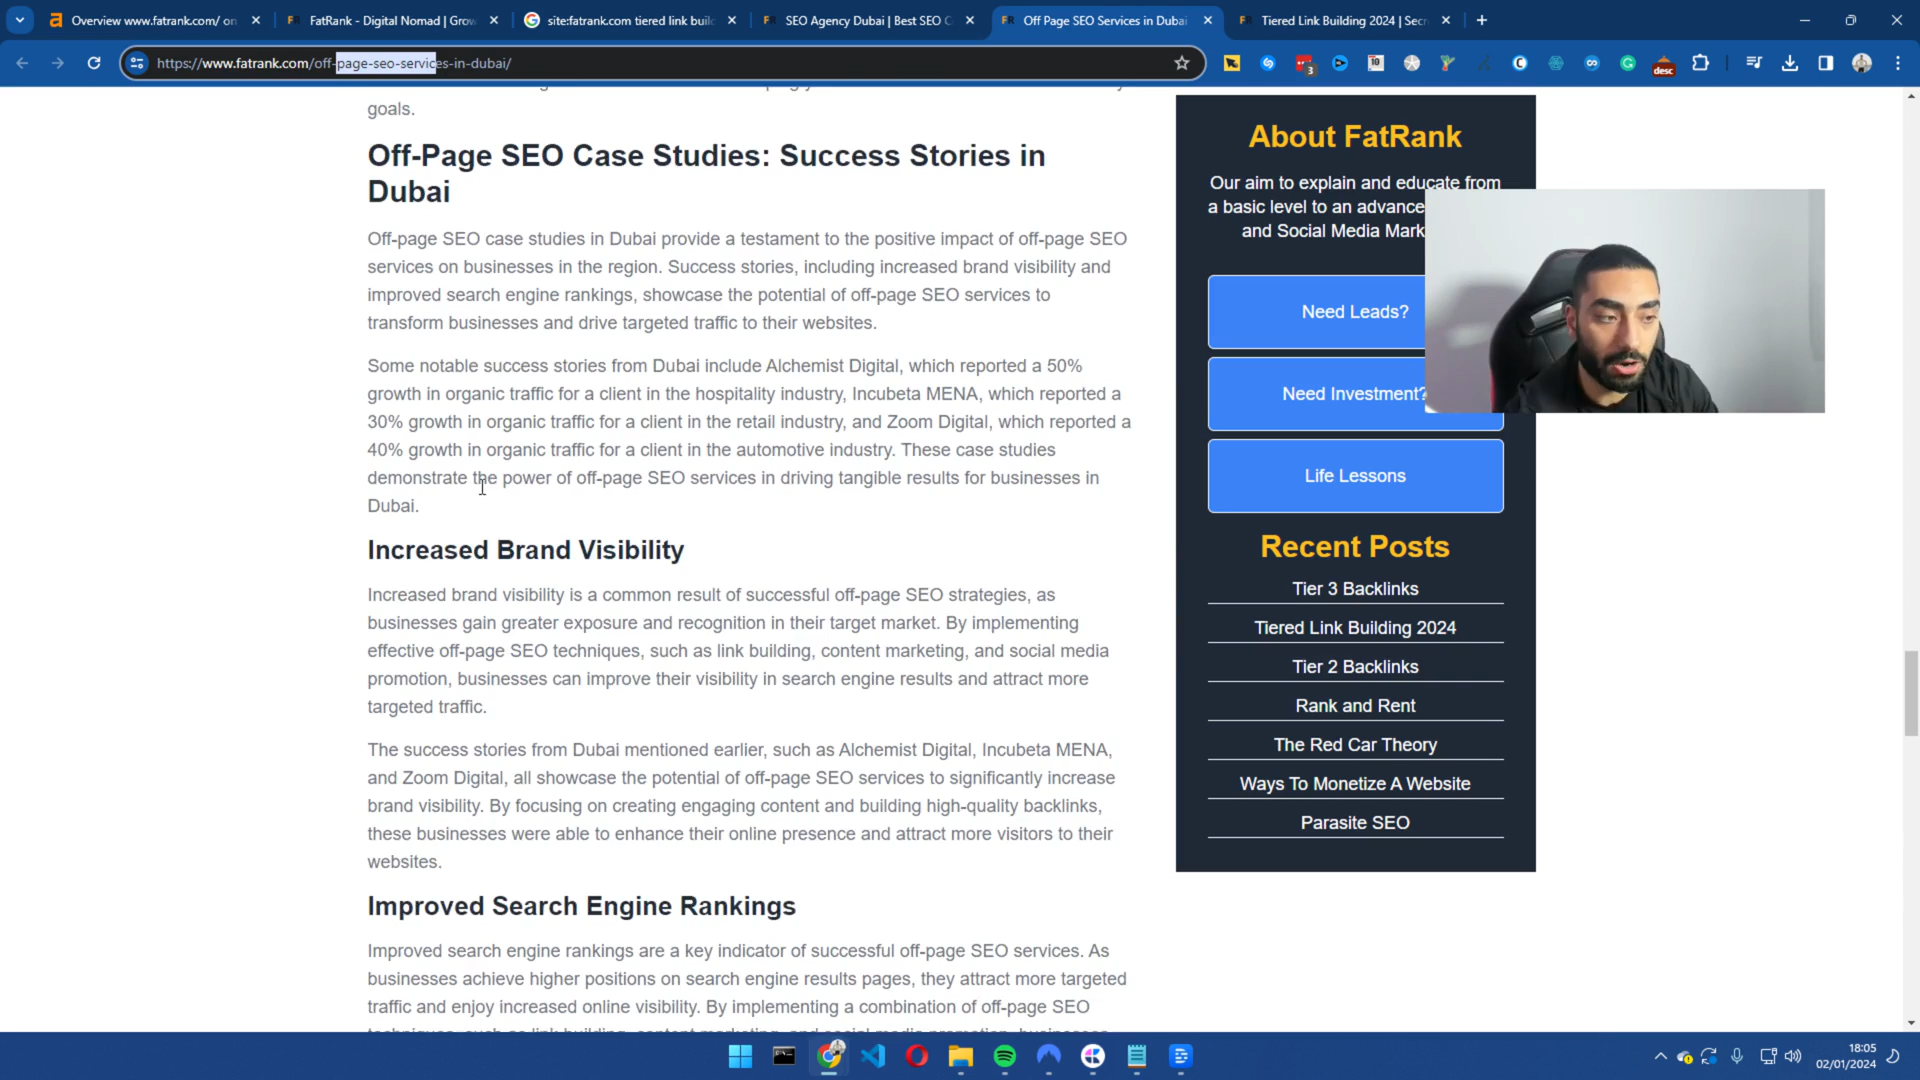 Overview www.fatrank.com/ on
FatRank - Digital Nomad | Grow
site:fatrank.com tiered link build
SEO Agency Dubai | Best SEO C
Off Page SEO Services in Dubai
Tiered Link Building 2024 | Secr
https://www.fatrank.com/off-page-seo-services-in-dubai/
3
10
desc
goals.
Off-Page SEO Case Studies: Success Stories in
Dubai
Off-page SEO case studies in Dubai provide a testament to the positive impact of off-page SEO
services on businesses in the region. Success stories, including increased brand visibility and
improved search engine rankings, showcase the potential of off-page SEO services to
transform businesses and drive targeted traffic to their websites.
Some notable success stories from Dubai include Alchemist Digital, which reported a 50%
growth in organic traffic for a client in the hospitality industry, Incubeta MENA, which reported a
30% growth in organic traffic for a client in the retail industry, and Zoom Digital, which reported a
40% growth in organic traffic for a client in the automotive industry. These case studies
demonstrate the power of off-page SEO services in driving tangible results for businesses in
Dubai.
Increased Brand Visibility
Increased brand visibility is a common result of successful off-page SEO strategies, as
businesses gain greater exposure and recognition in their target market. By implementing
effective off-page SEO techniques, such as link building, content marketing, and social media
promotion, businesses can improve their visibility in search engine results and attract more
targeted traffic.
The success stories from Dubai mentioned earlier, such as Alchemist Digital, Incubeta MENA,
and Zoom Digital, all showcase the potential of off-page SEO services to significantly increase
brand visibility. By focusing on creating engaging content and building high-quality backlinks,
these businesses were able to enhance their online presence and attract more visitors to their
websites.
Improved Search Engine Rankings
Improved search engine rankings are a key indicator of successful off-page SEO services. As
businesses achieve higher positions on search engine results pages, they attract more targeted
traffic and enjoy increased online visibility. By implementing a combination of off-page SEO
About FatRank
Our aim to explain and educate from
a basic level to an advance
and Social Media Mark
Need Leads?
Need Investment?
Life Lessons
Recent Posts
Tier 3 Backlinks
Tiered Link Building 2024
Tier 2 Backlinks
Rank and Rent
The Red Car Theory
Ways To Monetize A Website
Parasite SEO
18:05
02/01/2024